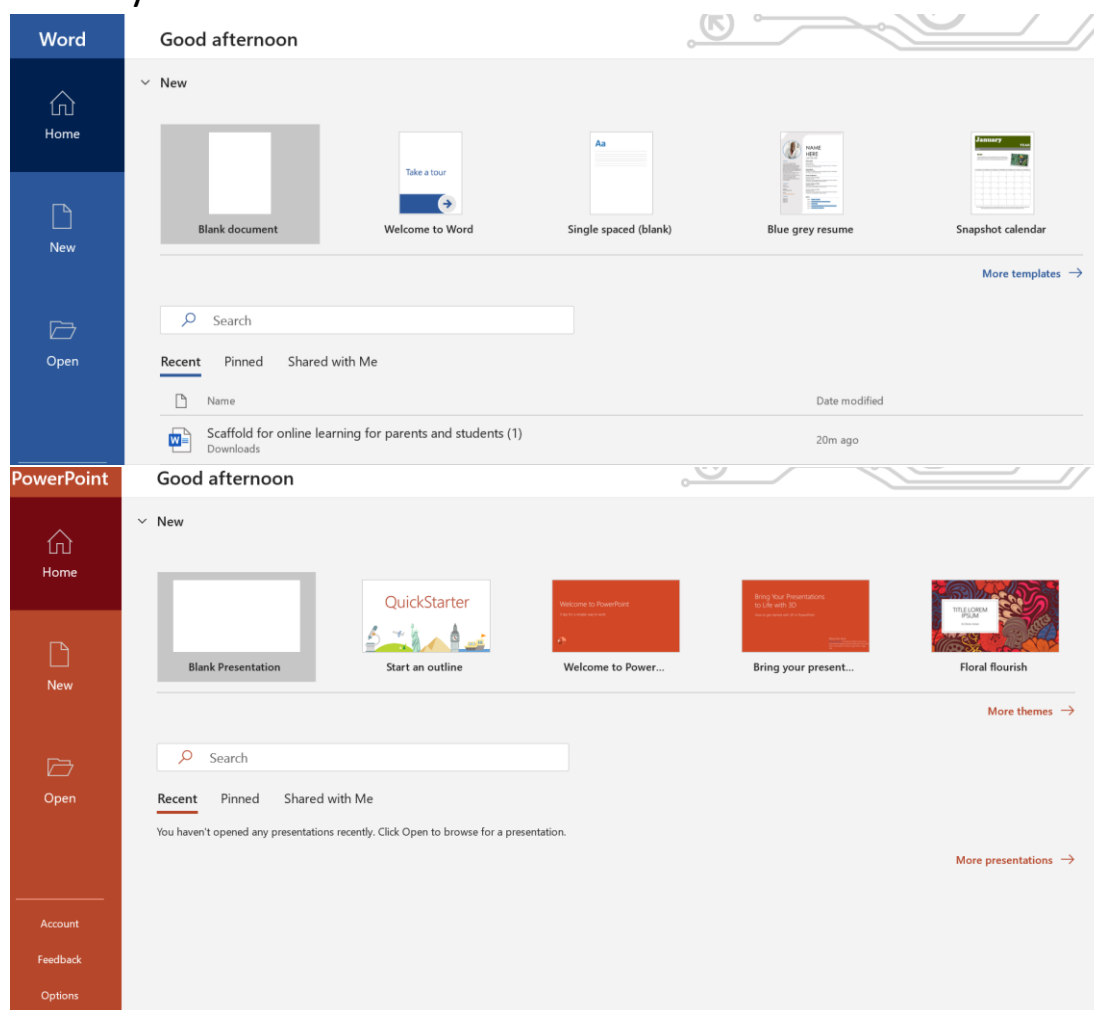 Word
Good afternoon
New
Home
New
Open
Take a tour
Aa
NAME
HERE
January
Blank document
Welcome to Word
Single spaced (blank)
Blue grey resume
Snapshot calendar
More templates
Search
Recent Pinned Shared with Me
Name Date modified
Scaffold for online learning for parents and students (1)
Downloads
20m ago
PowerPoint
Good afternoon
New
Home
New
Open
QuickStarter
Welcome to PowerPoint
Bring Your Presentations
to Life with 3D
TITLE LOREM
IPSUM
Blank Presentation
Start an outline
Welcome to Power...
Bring your present...
Floral flourish
More themes
Search
Recent Pinned Shared with Me
You haven't opened any presentations recently. Click Open to browse for a presentation.
More presentations
Account
Feedback
Options